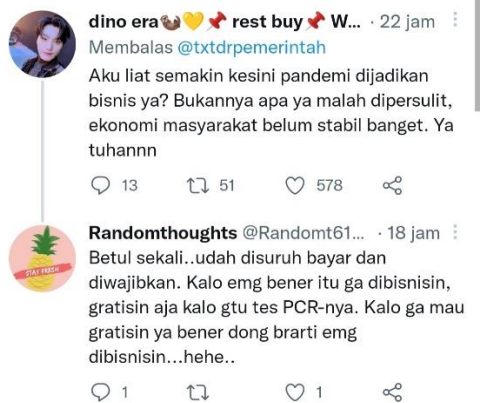 dino era🦦💛📌 rest buy📌 W... · 22 jam
Membalas @txtdrpemerintah
Aku liat semakin kesini pandemi dijadikan
bisnis ya? Bukannya apa ya malah dipersulit,
ekonomi masyarakat belum stabil banget. Ya
tuhannn
13 51 578
Randomthoughts @Randomt61... · 18 jam
STAY FRESH
Betul sekali..udah disuruh bayar dan
diwajibkan. Kalo emg bener itu ga dibisnisin,
gratisin aja kalo gtu tes PCR-nya. Kalo ga mau
gratisin ya bener dong brarti emg
dibisnisin...hehe..
1 1